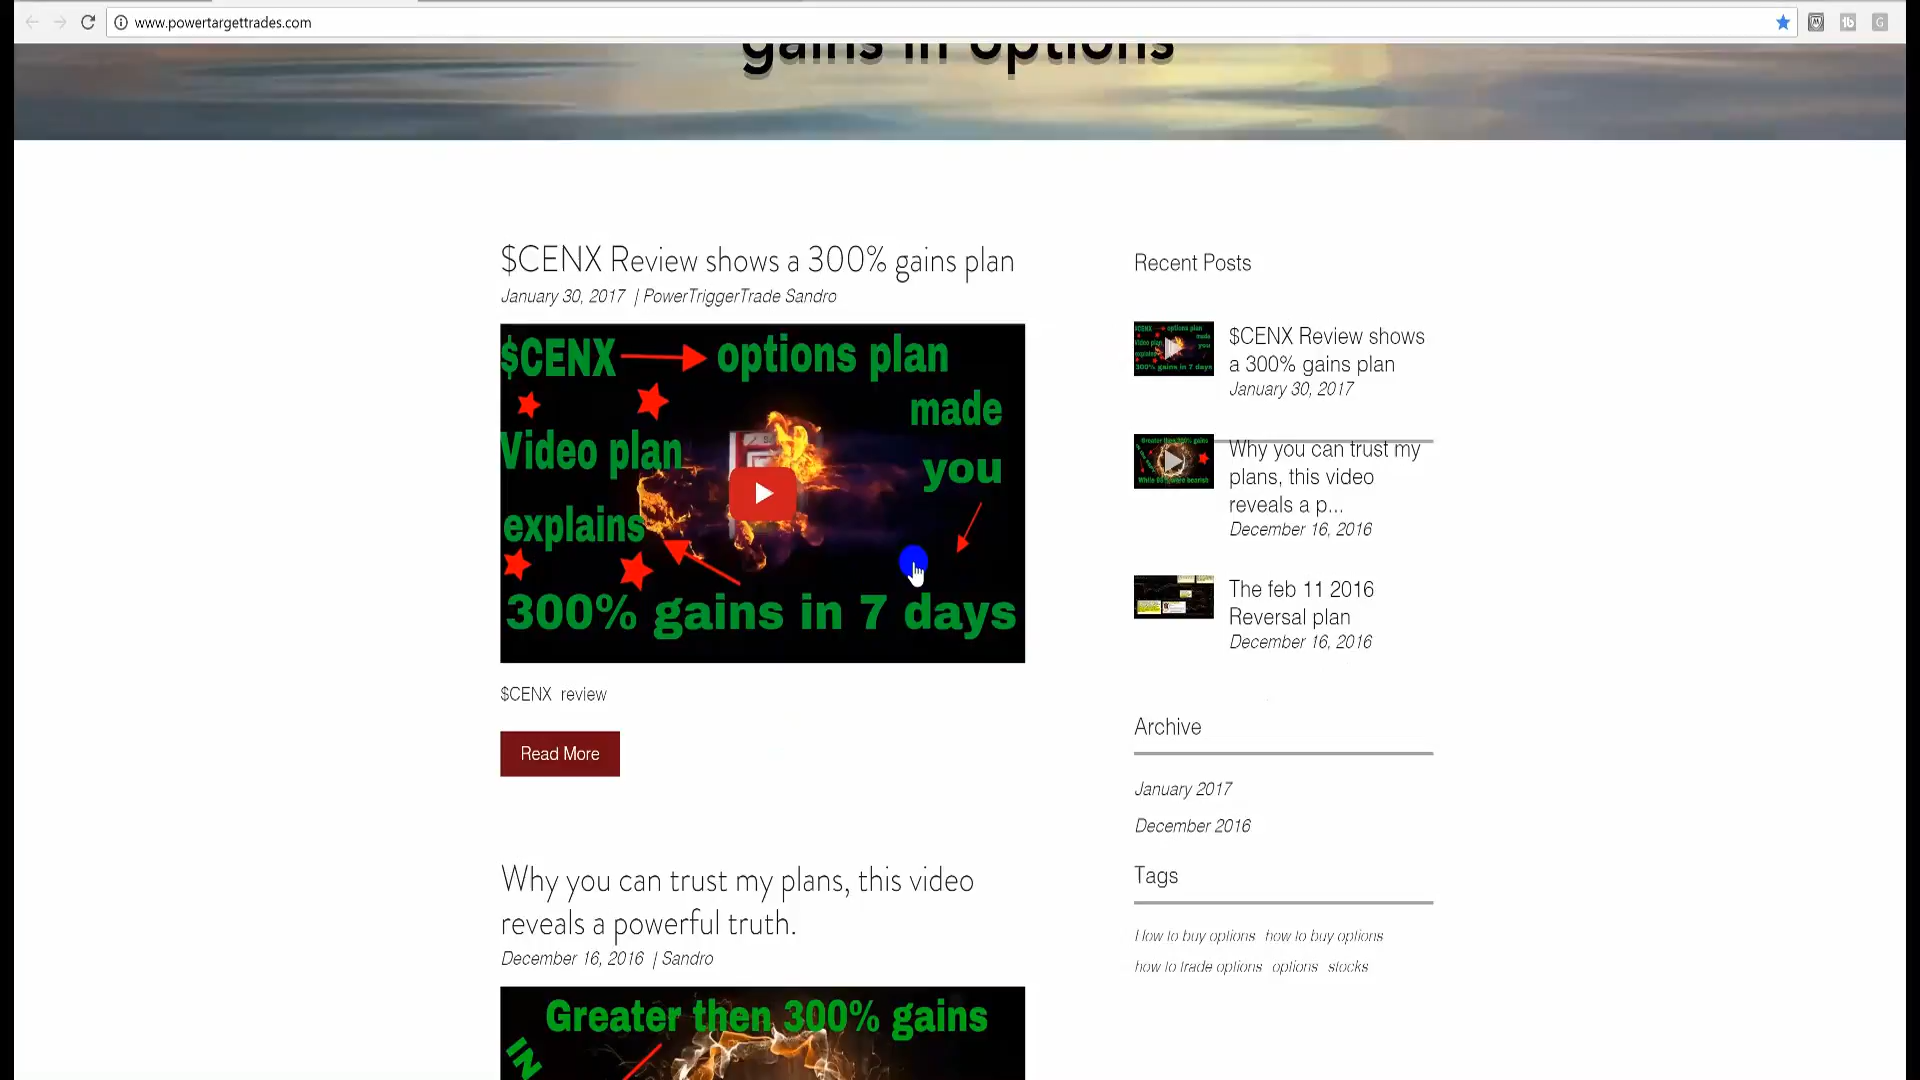 www.powertargettrades.com
gains in options
$CENX Review shows a 300% gains plan
January 30, 2017 | PowerTriggerTrade Sandro
$CENX options plan
made
Video plan
you
explains
300% gains in 7 days
$CENX review
Read More
Why you can trust my plans, this video
reveals a powerful truth.
December 16, 2016 | Sandro
Greater then 300% gains
IN
Recent Posts
$CENX Review shows
a 300% gains plan
January 30, 2017
Why you can trust my
plans, this video
reveals a p...
December 16, 2016
The feb 11 2016
Reversal plan
December 16, 2016
Archive
January 2017
December 2016
Tags
How to buy options how to buy options
how to trade options options stocks